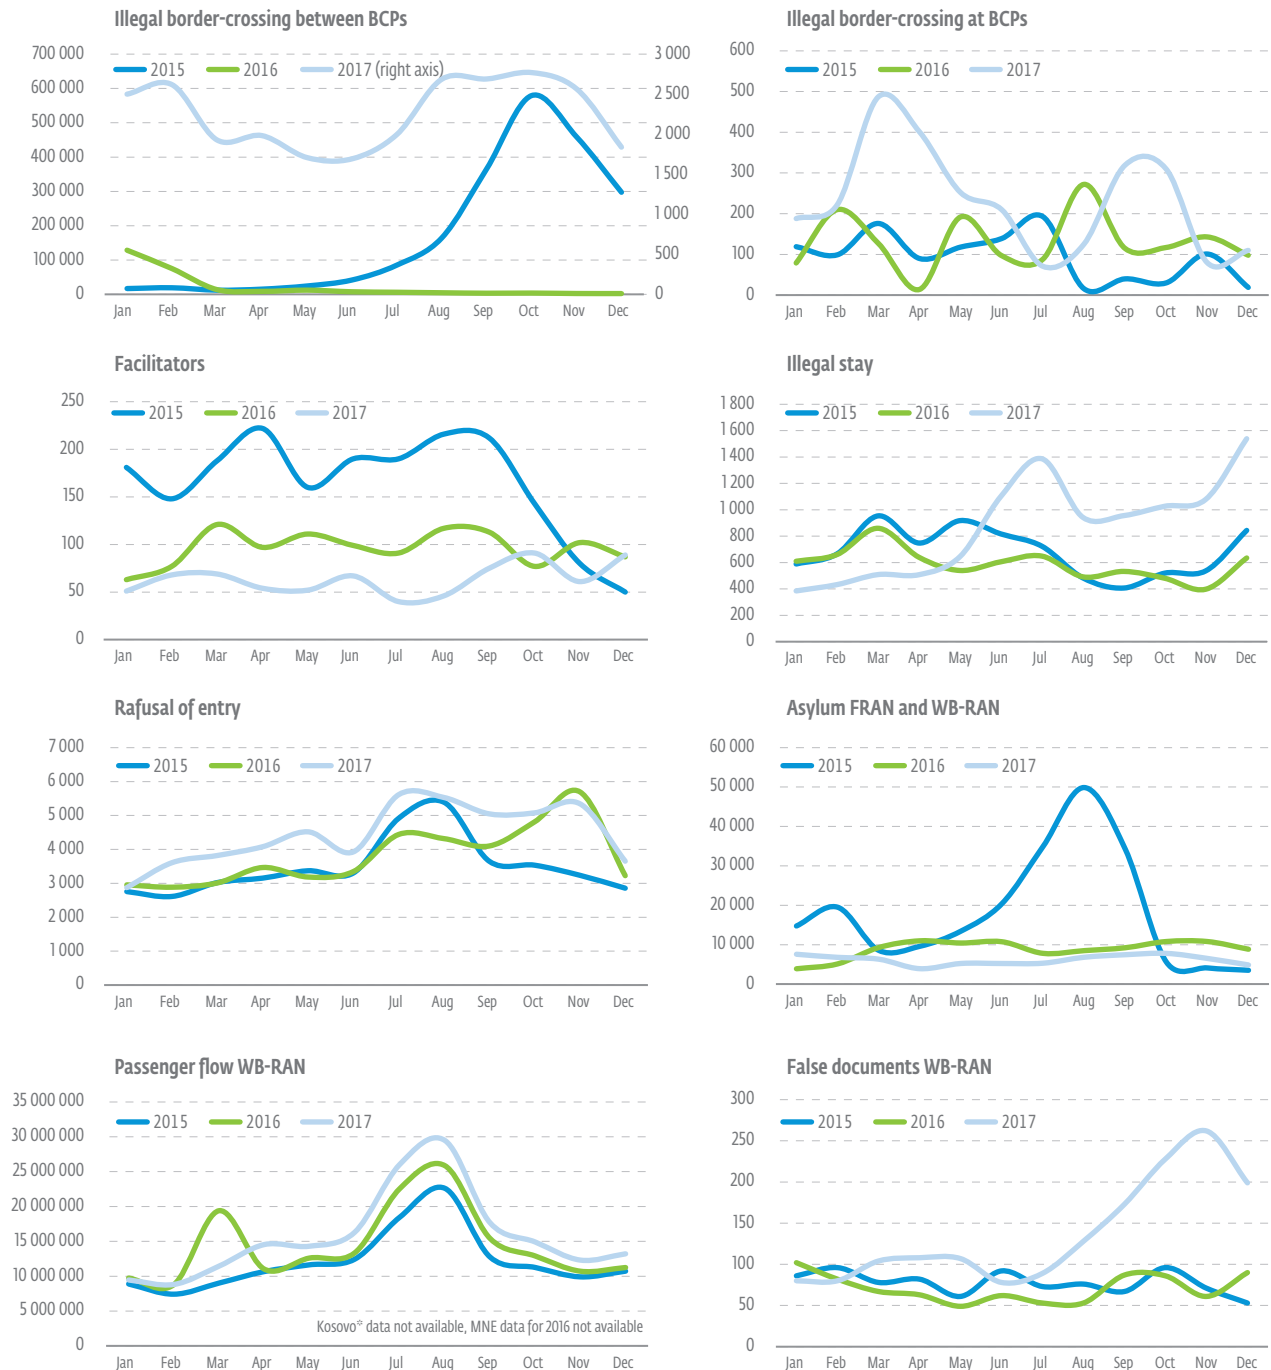 Illegal border-crossing between BCPs
700 000
600 000
500 000
400 000
300 000
200 000
100 000
0
3 000
2 500
2 000
1 500
1 000
500
0
2015 2016 2017 (right axis)
Jan Feb Mar Apr May Jun Jul Aug Sep Oct Nov Dec
Illegal border-crossing at BCPs
600
500
400
300
200
100
0
2015 2016 2017
Jan Feb Mar Apr May Jun Jul Aug Sep Oct Nov Dec
Facilitators
250
200
150
100
50
0
2015 2016 2017
Jan Feb Mar Apr May Jun Jul Aug Sep Oct Nov Dec
Illegal stay
1 800
1 600
1 400
1 200
1 000
800
600
400
200
0
2015 2016 2017
Jan Feb Mar Apr May Jun Jul Aug Sep Oct Nov Dec
Rafusal of entry
7 000
6 000
5 000
4 000
3 000
2 000
1 000
0
2015 2016 2017
Jan Feb Mar Apr May Jun Jul Aug Sep Oct Nov Dec
Asylum FRAN and WB-RAN
60 000
50 000
40 000
30 000
20 000
10 000
0
2015 2016 2017
Jan Feb Mar Apr May Jun Jul Aug Sep Oct Nov Dec
Passenger flow WB-RAN
35 000 000
30 000 000
25 000 000
20 000 000
15 000 000
10 000 000
5 000 000
0
2015 2016 2017
Kosovo* data not available, MNE data for 2016 not available
Jan Feb Mar Apr May Jun Jul Aug Sep Oct Nov Dec
False documents WB-RAN
300
250
200
150
100
50
0
2015 2016 2017
Jan Feb Mar Apr May Jun Jul Aug Sep Oct Nov Dec